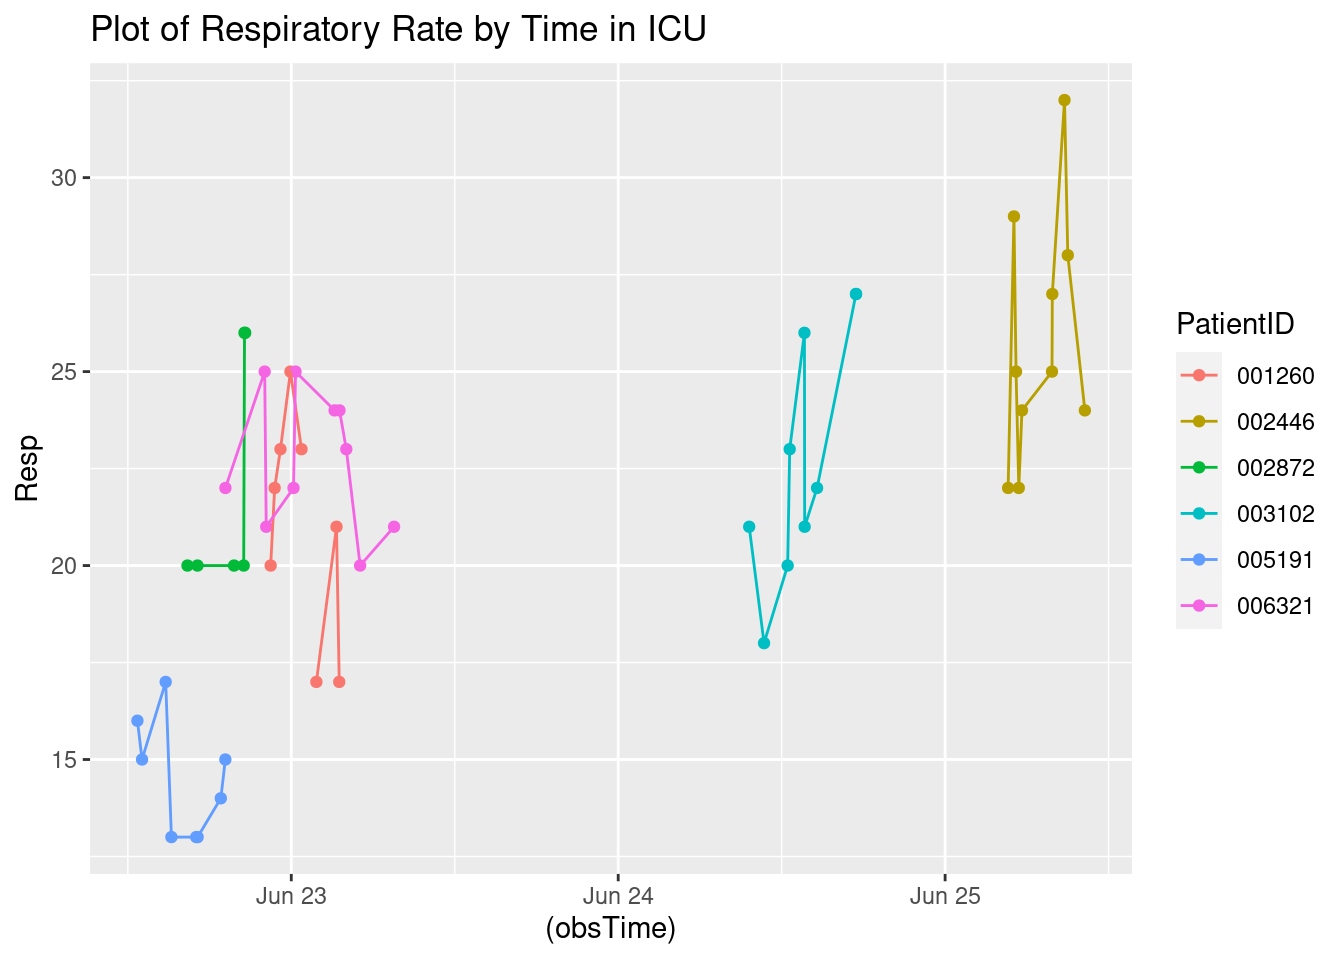 Plot of Respiratory Rate by Time in ICU
Resp
30
25
20
15
Jun 23
Jun 24
Jun 25
(obsTime)
PatientID
001260
002446
002872
003102
005191
006321